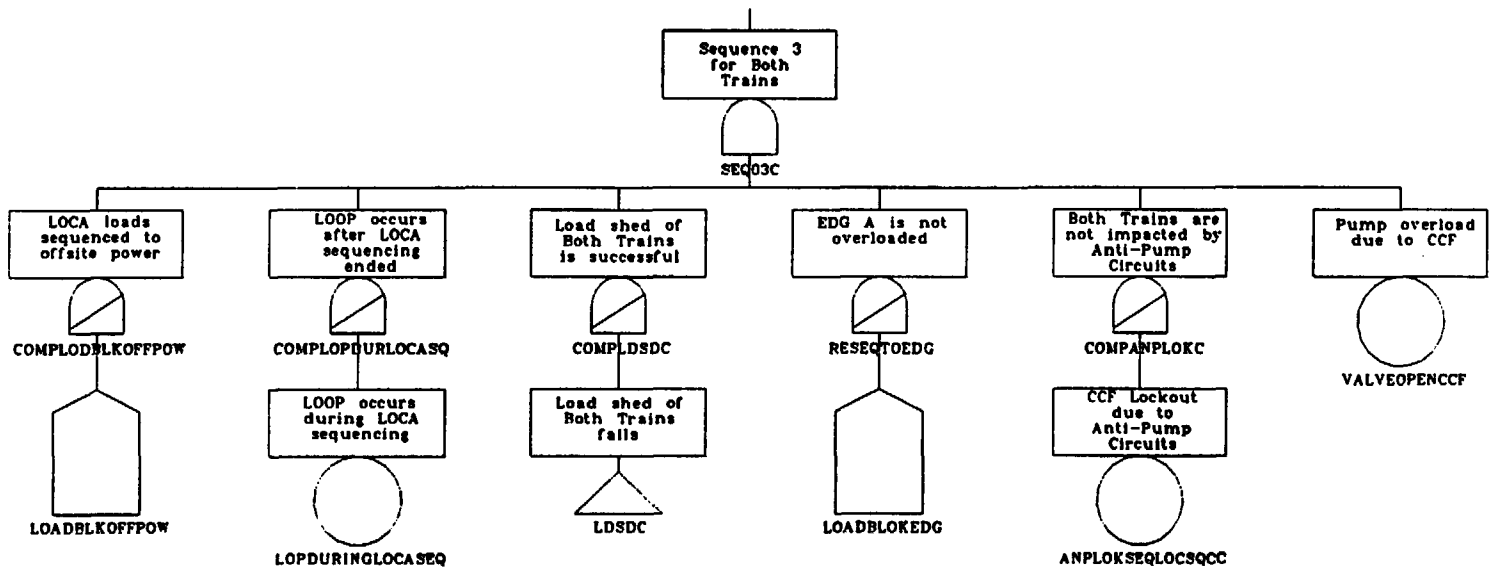 Sequence 3
for Both
Trains
SEQ03C
LOCA loads
sequenced to
offsite power
COMPLODBLKOFFPOW
LOADBLKOFFPOW
LOOP occurs
after LOCA
sequencing
ended
COMPLOPDURLOCASQ
LOOP occurs
during LOCA
sequencing
LOPDURINGLOCASEQ
Load shed of
Both Trains
is successful
COMPLDSDC
Load shed of
Both Trains
fails
LDSDC
EDG A is not
overloaded
RESEQTOEDG
LOADBLOKEDG
Both Trains are
not impacted by
Anti-Pump
Circuits
COMPANPLOKC
CCF Lockout
due to
Anti-Pump
Circuits
ANPLOKSEQLOCSQCC
Pump overload
due to CCF
VALVEOPENCCF